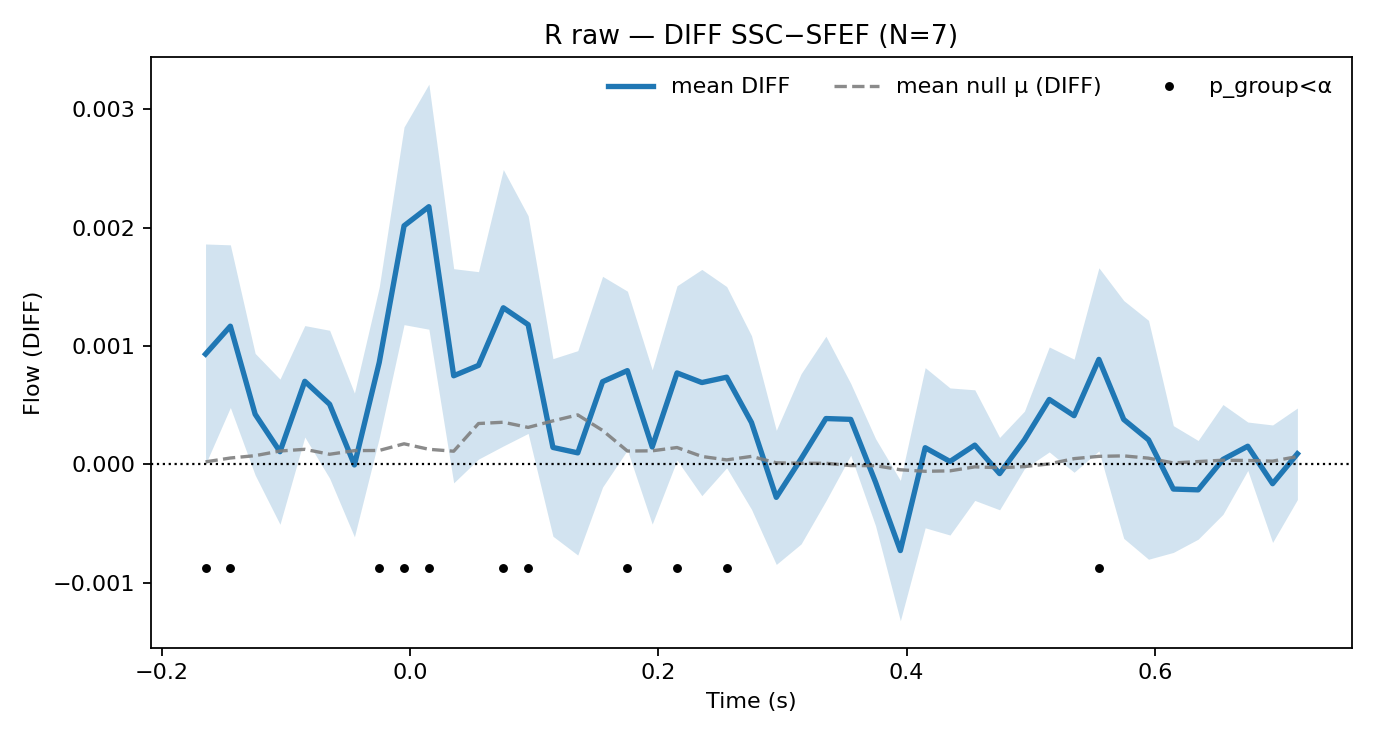 R raw — DIFF SSC−SFEF (N=7)
mean DIFF
mean null μ (DIFF)
p_group<α
Flow (DIFF)
0.003
0.002
0.001
0.000
−0.001
−0.2
0.0
0.2
0.4
0.6
Time (s)